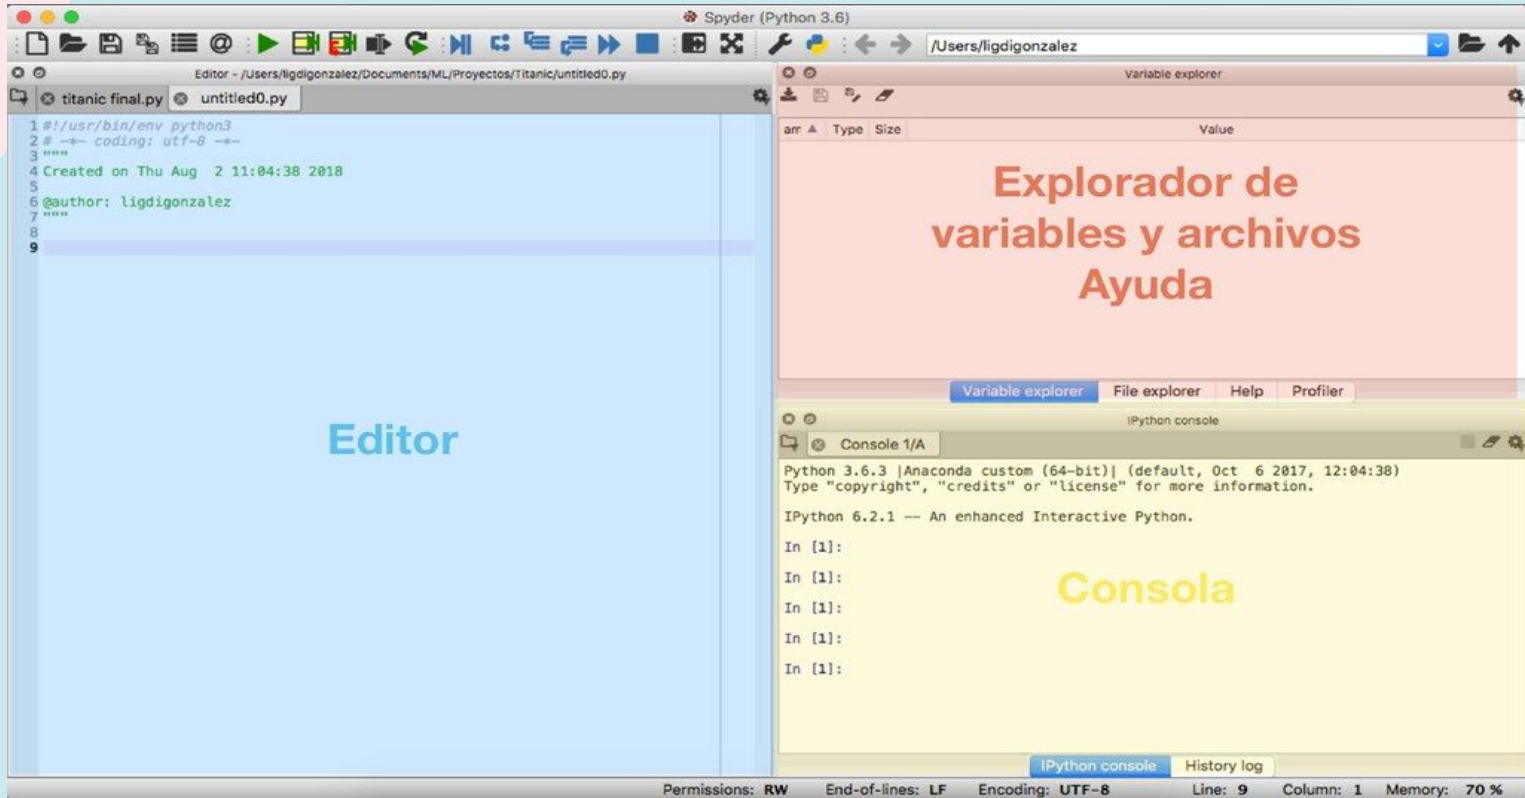 Spyder (Python 3.6)
/Users/ligdigonzalez
Editor - /Users/ligdigonzalez/Documents/ML/Proyectos/Titanic/untitled0.py
titanic final.py
untitled0.py
1 #!/usr/bin/env python3
2 # -*- coding: utf-8 -*-
3 """
4 Created on Thu Aug  2 11:04:38 2018
5
6 @author: ligdigonzalez
7 """
8
9
Editor
Variable explorer
Type Size Value
Explorador de
variables y archivos
Ayuda
Variable explorer File explorer Help Profiler
IPython console
Console 1/A
Python 3.6.3 |Anaconda custom (64-bit)| (default, Oct  6 2017, 12:04:38)
Type "copyright", "credits" or "license" for more information.
IPython 6.2.1 -- An enhanced Interactive Python.
In [1]:
In [1]:
In [1]:
In [1]:
In [1]:
Consola
IPython console History log
Permissions: RW End-of-lines: LF Encoding: UTF-8 Line: 9 Column: 1 Memory: 70 %